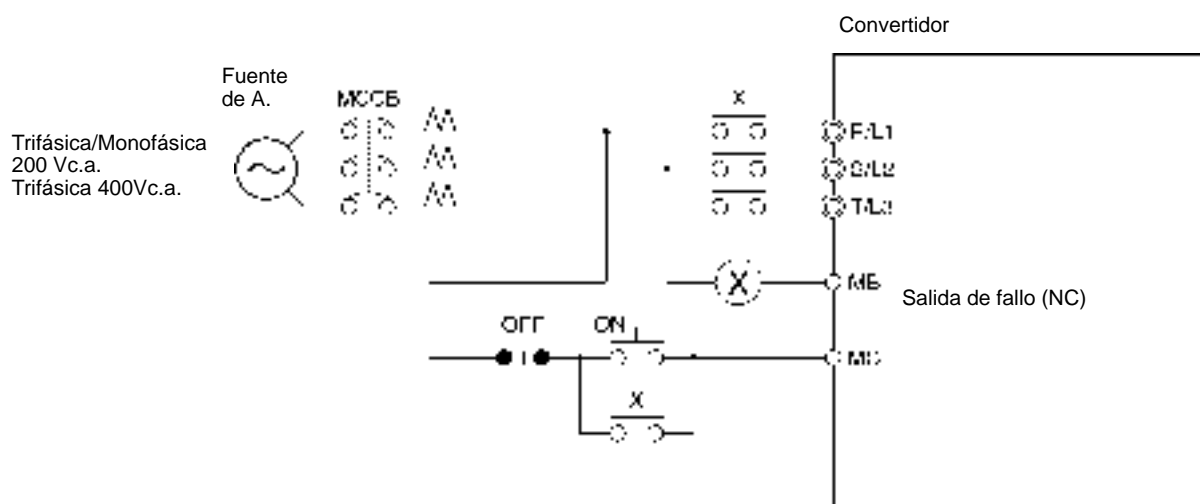 Convertidor
Fuente
de A.
MCCB
X
Trifásica/Monofásica
200 Vc.a.
Trifásica 400Vc.a.
R/L1
S/L2
T/L3
X
MB
Salida de fallo (NC)
OFF
ON
MC
X